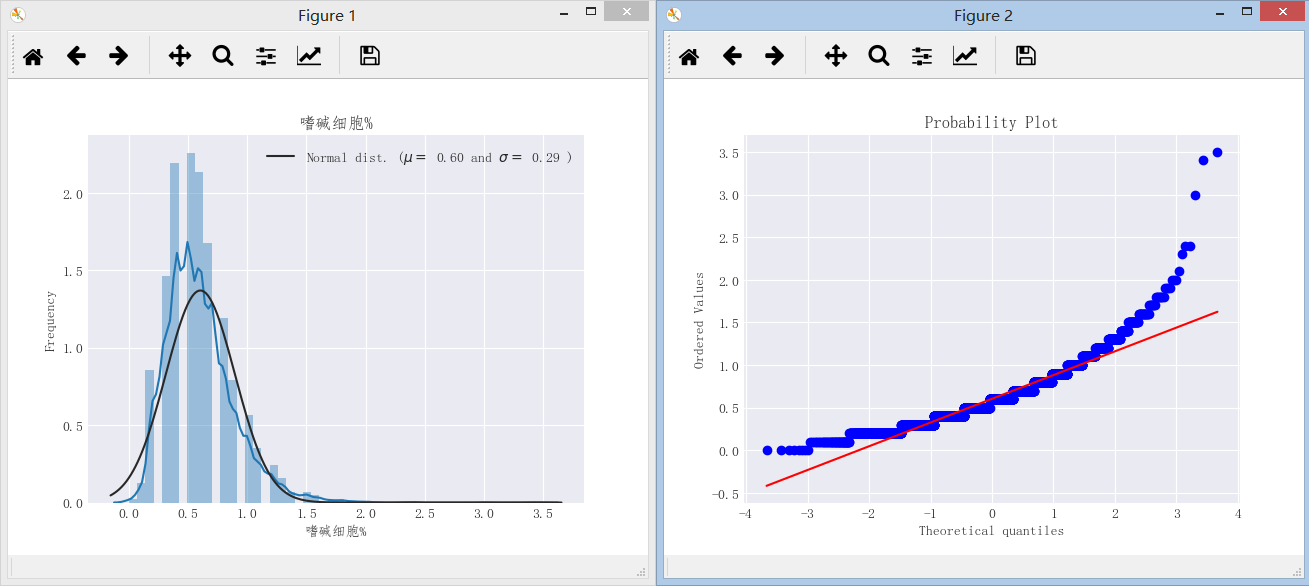 Figure 1
嗜碱细胞%
Normal dist. (μ= 0.60 and σ= 0.29 )
Frequency
2.0
1.5
1.0
0.5
0.0
0.0 0.5 1.0 1.5 2.0 2.5 3.0 3.5
嗜碱细胞%
Figure 2
Probability Plot
Ordered Values
3.5
3.0
2.5
2.0
1.5
1.0
0.5
0.0
−0.5
−4 −3 −2 −1 0 1 2 3 4
Theoretical quantiles